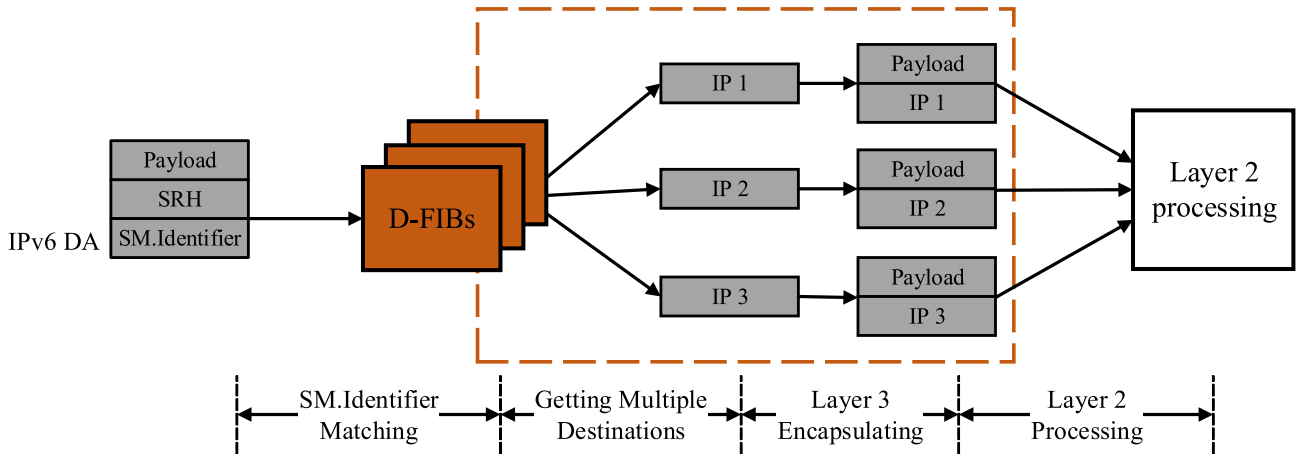 IPv6 DA
Payload
SRH
SM.Identifier
D-FIBs
IP 1
IP 2
IP 3
Payload
IP 1
Payload
IP 2
Payload
IP 3
Layer 2
processing
SM.Identifier
Matching
Getting Multiple
Destinations
Layer 3
Encapsulating
Layer 2
Processing